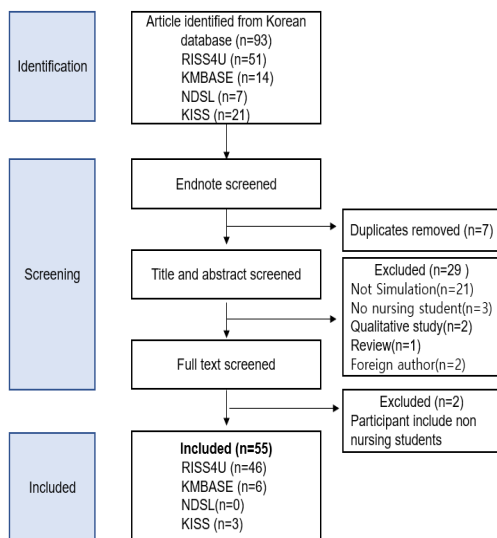 Identification
Article identified from Korean
database (n=93)
RISS4U (n=51)
KMBASE (n=14)
NDSL (n=7)
KISS (n=21)
Screening
Endnote screened
Duplicates removed (n=7)
Title and abstract screened
Excluded (n=29 )
Not Simulation(n=21)
No nursing student(n=3)
Qualitative study(n=2)
Review(n=1)
Foreign author(n=2)
Full text screened
Excluded (n=2)
Participant include non
nursing students
Included
Included (n=55)
RISS4U (n=46)
KMBASE (n=6)
NDSL(n=0)
KISS (n=3)